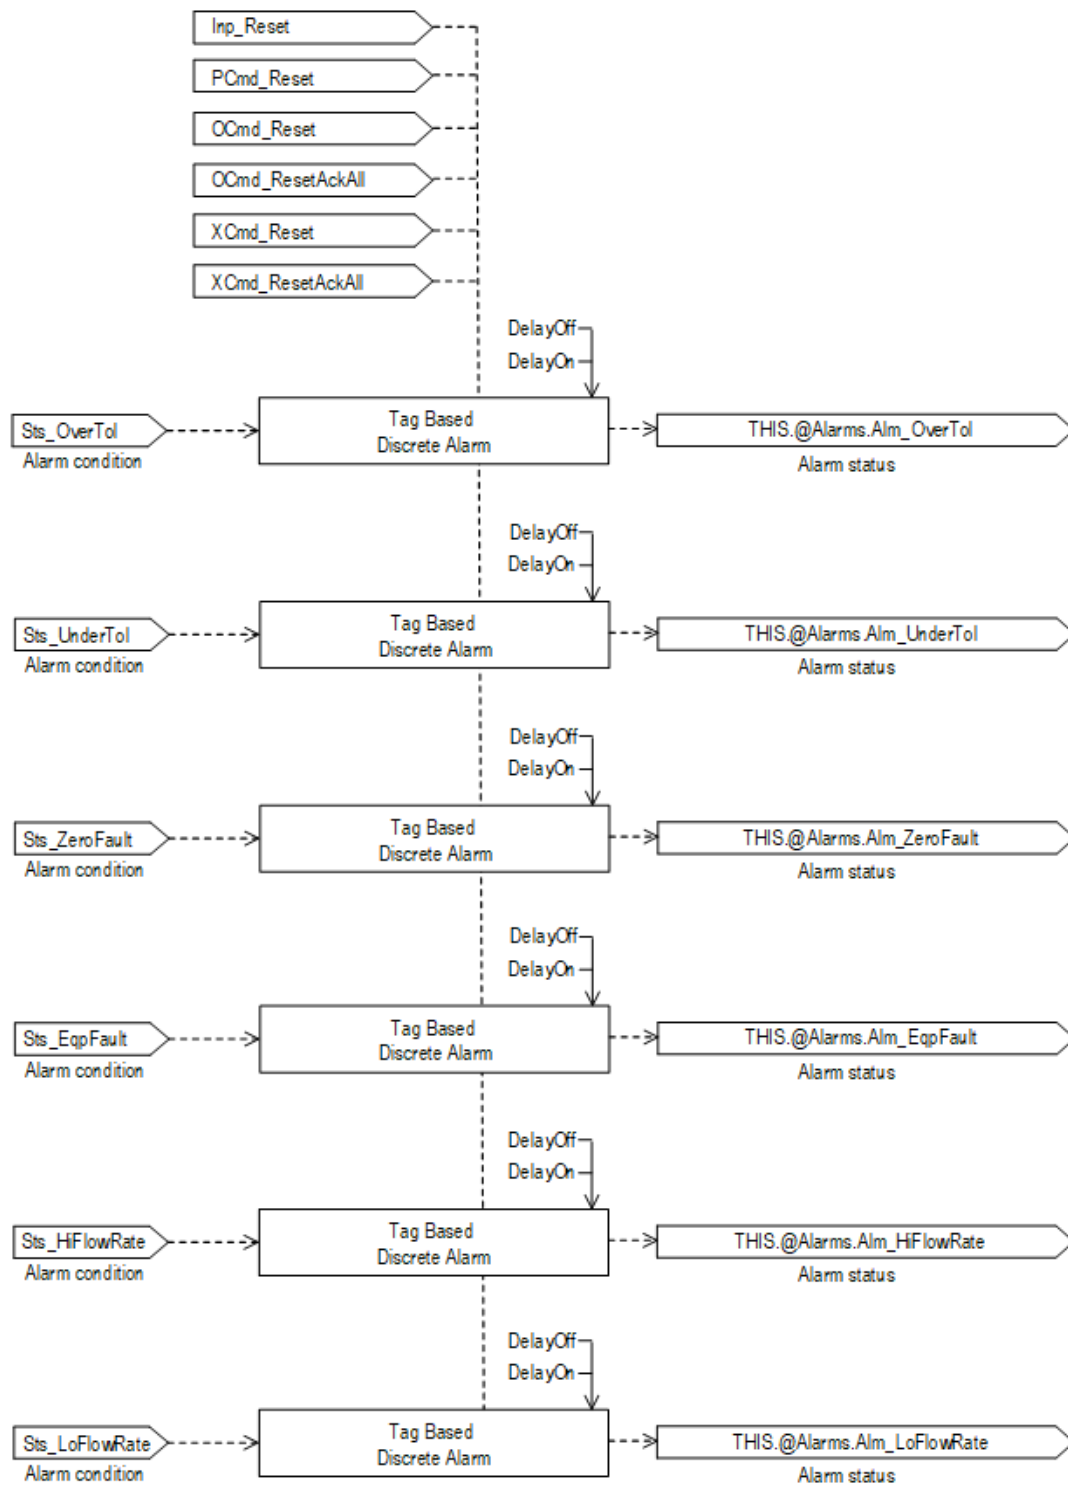 Inp_Reset
PCmd_Reset
OCmd_Reset
OCmd_ResetAckAll
XCmd_Reset
XCmd_ResetAckAll
DelayOff
DelayOn
Sts_OverTol
Alarm condition
Tag Based
Discrete Alarm
THIS.@Alarms.Alm_OverTol
Alarm status
DelayOff
DelayOn
Sts_UnderTol
Alarm condition
Tag Based
Discrete Alarm
THIS.@Alarms.Alm_UnderTol
Alarm status
DelayOff
DelayOn
Sts_ZeroFault
Alarm condition
Tag Based
Discrete Alarm
THIS.@Alarms.Alm_ZeroFault
Alarm status
DelayOff
DelayOn
Sts_EqpFault
Alarm condition
Tag Based
Discrete Alarm
THIS.@Alarms.Alm_EqpFault
Alarm status
DelayOff
DelayOn
Sts_HiFlowRate
Alarm condition
Tag Based
Discrete Alarm
THIS.@Alarms.Alm_HiFlowRate
Alarm status
DelayOff
DelayOn
Sts_LoFlowRate
Alarm condition
Tag Based
Discrete Alarm
THIS.@Alarms.Alm_LoFlowRate
Alarm status